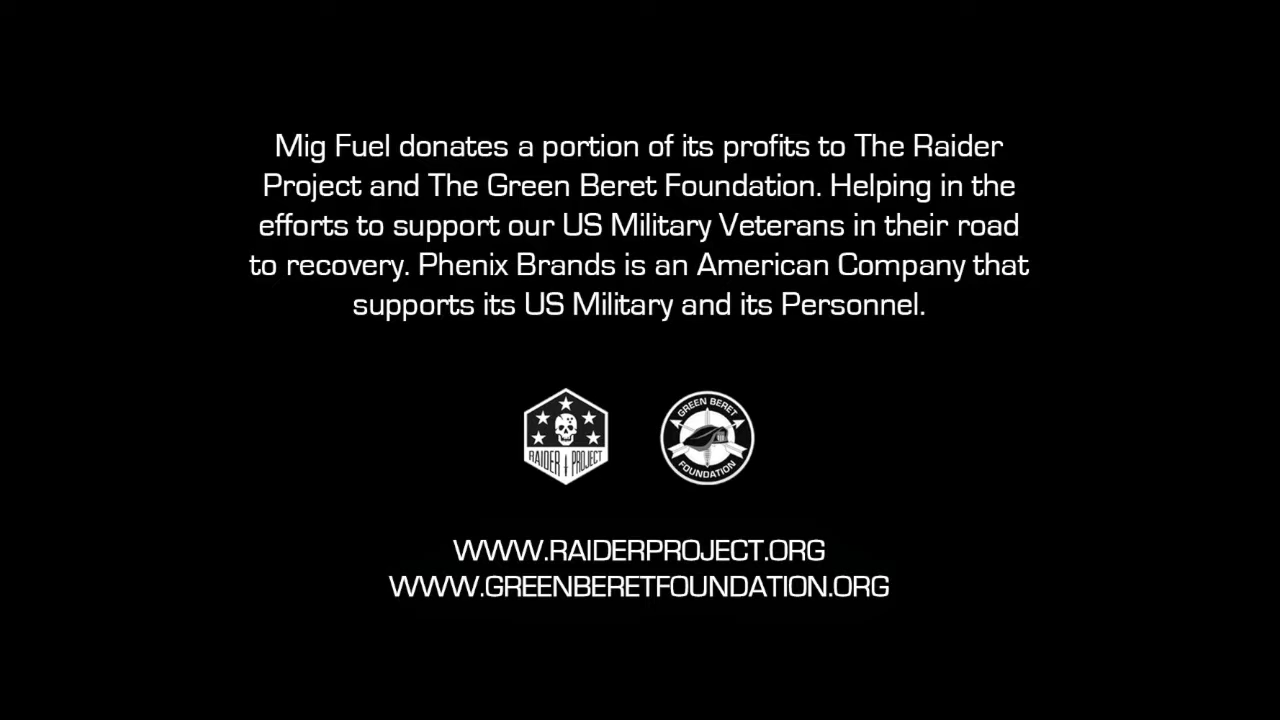 Mig Fuel donates a portion of its profits to The Raider
Project and The Green Beret Foundation. Helping in the
efforts to support our US Military Veterans in their road
to recovery. Phenix Brands is an American Company that
supports its US Military and its Personnel.
RAIDER PROJECT
GREEN BERET
FOUNDATION
WWW.RAIDERPROJECT.ORG
WWW.GREENBERETFOUNDATION.ORG